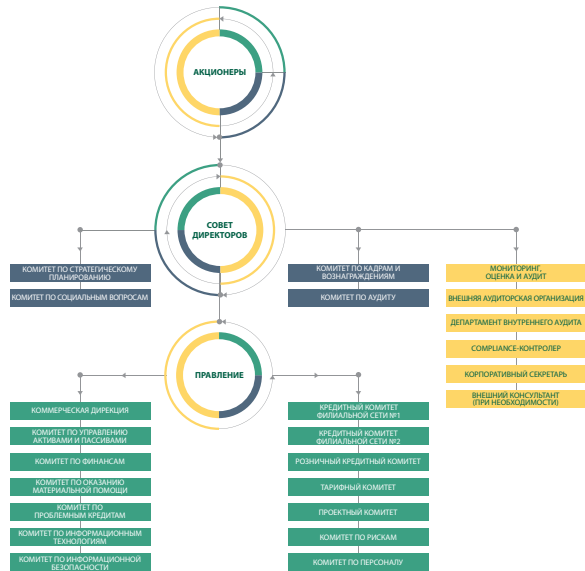 АКЦИОНЕРЫ
СОВЕТ
ДИРЕКТОРОВ
КОМИТЕТ ПО СТРАТЕГИЧЕСКОМУ
ПЛАНИРОВАНИЮ
КОМИТЕТ ПО СОЦИАЛЬНЫМ ВОПРОСАМ
КОМИТЕТ ПО КАДРАМ И
ВОЗНАГРАЖДЕНИЯМ
КОМИТЕТ ПО АУДИТУ
МОНИТОРИНГ,
ОЦЕНКА И АУДИТ
ВНЕШНЯЯ АУДИТОРСКАЯ ОРГАНИЗАЦИЯ
ДЕПАРТАМЕНТ ВНУТРЕННЕГО АУДИТА
COMPLIANCE-КОНТРОЛЕР
КОРПОРАТИВНЫЙ СЕКРЕТАРЬ
ВНЕШНИЙ КОНСУЛЬТАНТ
(ПРИ НЕОБХОДИМОСТИ)
ПРАВЛЕНИЕ
КОММЕРЧЕСКАЯ ДИРЕКЦИЯ
КОМИТЕТ ПО УПРАВЛЕНИЮ
АКТИВАМИ И ПАССИВАМИ
КОМИТЕТ ПО ФИНАНСАМ
КОМИТЕТ ПО ОКАЗАНИЮ
МАТЕРИАЛЬНОЙ ПОМОЩИ
КОМИТЕТ ПО
ПРОБЛЕМНЫМ КРЕДИТАМ
КОМИТЕТ ПО ИНФОРМАЦИОННЫМ
ТЕХНОЛОГИЯМ
КОМИТЕТ ПО ИНФОРМАЦИОННОЙ
БЕЗОПАСНОСТИ
КРЕДИТНЫЙ КОМИТЕТ
ФИЛИАЛЬНОЙ СЕТИ №1
КРЕДИТНЫЙ КОМИТЕТ
ФИЛИАЛЬНОЙ СЕТИ №2
РОЗНИЧНЫЙ КРЕДИТНЫЙ КОМИТЕТ
ТАРИФНЫЙ КОМИТЕТ
ПРОЕКТНЫЙ КОМИТЕТ
КОМИТЕТ ПО РИСКАМ
КОМИТЕТ ПО ПЕРСОНАЛУ